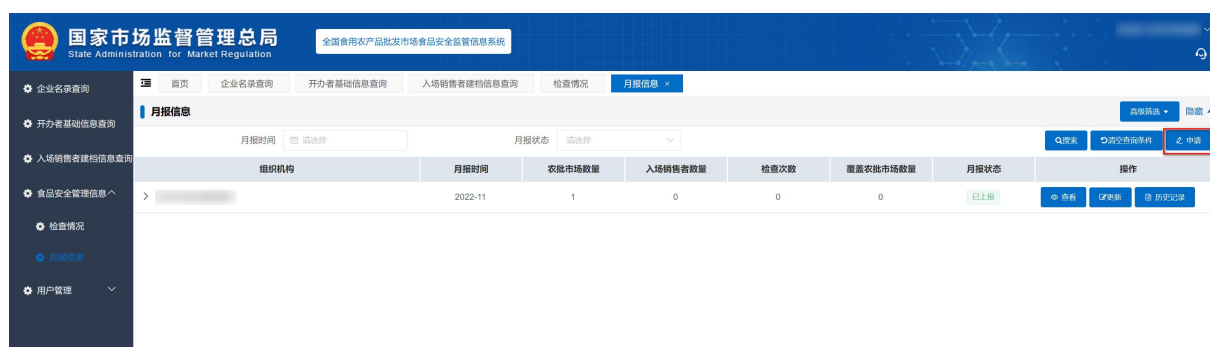 国家市场监督管理总局
State Administration for Market Regulation
全国食用农产品批发市场食品安全监管信息系统
企业名录查询
开办者基础信息查询
入场销售者建档信息查询
食品安全管理信息
检查情况
月报信息
用户管理
首页 企业名录查询 开办者基础信息查询 入场销售者建档信息查询 检查情况 月报信息 ×
月报信息 高级筛选 隐藏
月报时间 请选择 月报状态 请选择 搜索 清空查询条件 申请
组织机构 月报时间 农批市场数量 入场销售者数量 检查次数 覆盖农批市场数量 月报状态 操作
2022-11 1 0 0 0 已上报 查看 更新 历史记录